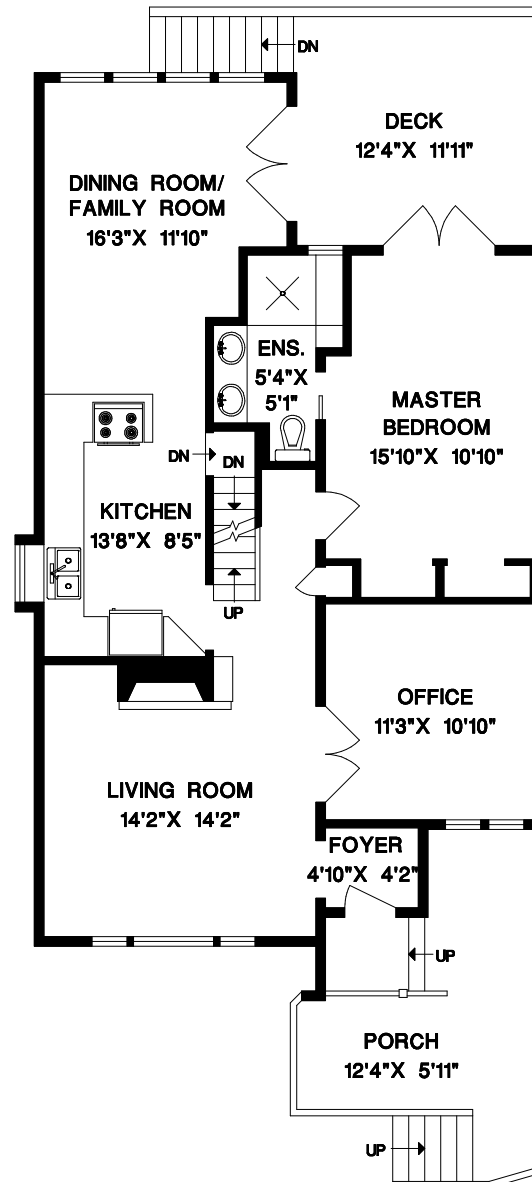 DN
DECK
12'4"X 11'11"
DINING ROOM/
FAMILY ROOM
16'3"X 11'10"
ENS.
5'4"X
5'1"
MASTER
BEDROOM
15'10"X 10'10"
DN
DN
KITCHEN
13'8"X 8'5"
UP
OFFICE
11'3"X 10'10"
LIVING ROOM
14'2"X 14'2"
FOYER
4'10"X 4'2"
UP
PORCH
12'4"X 5'11"
UP